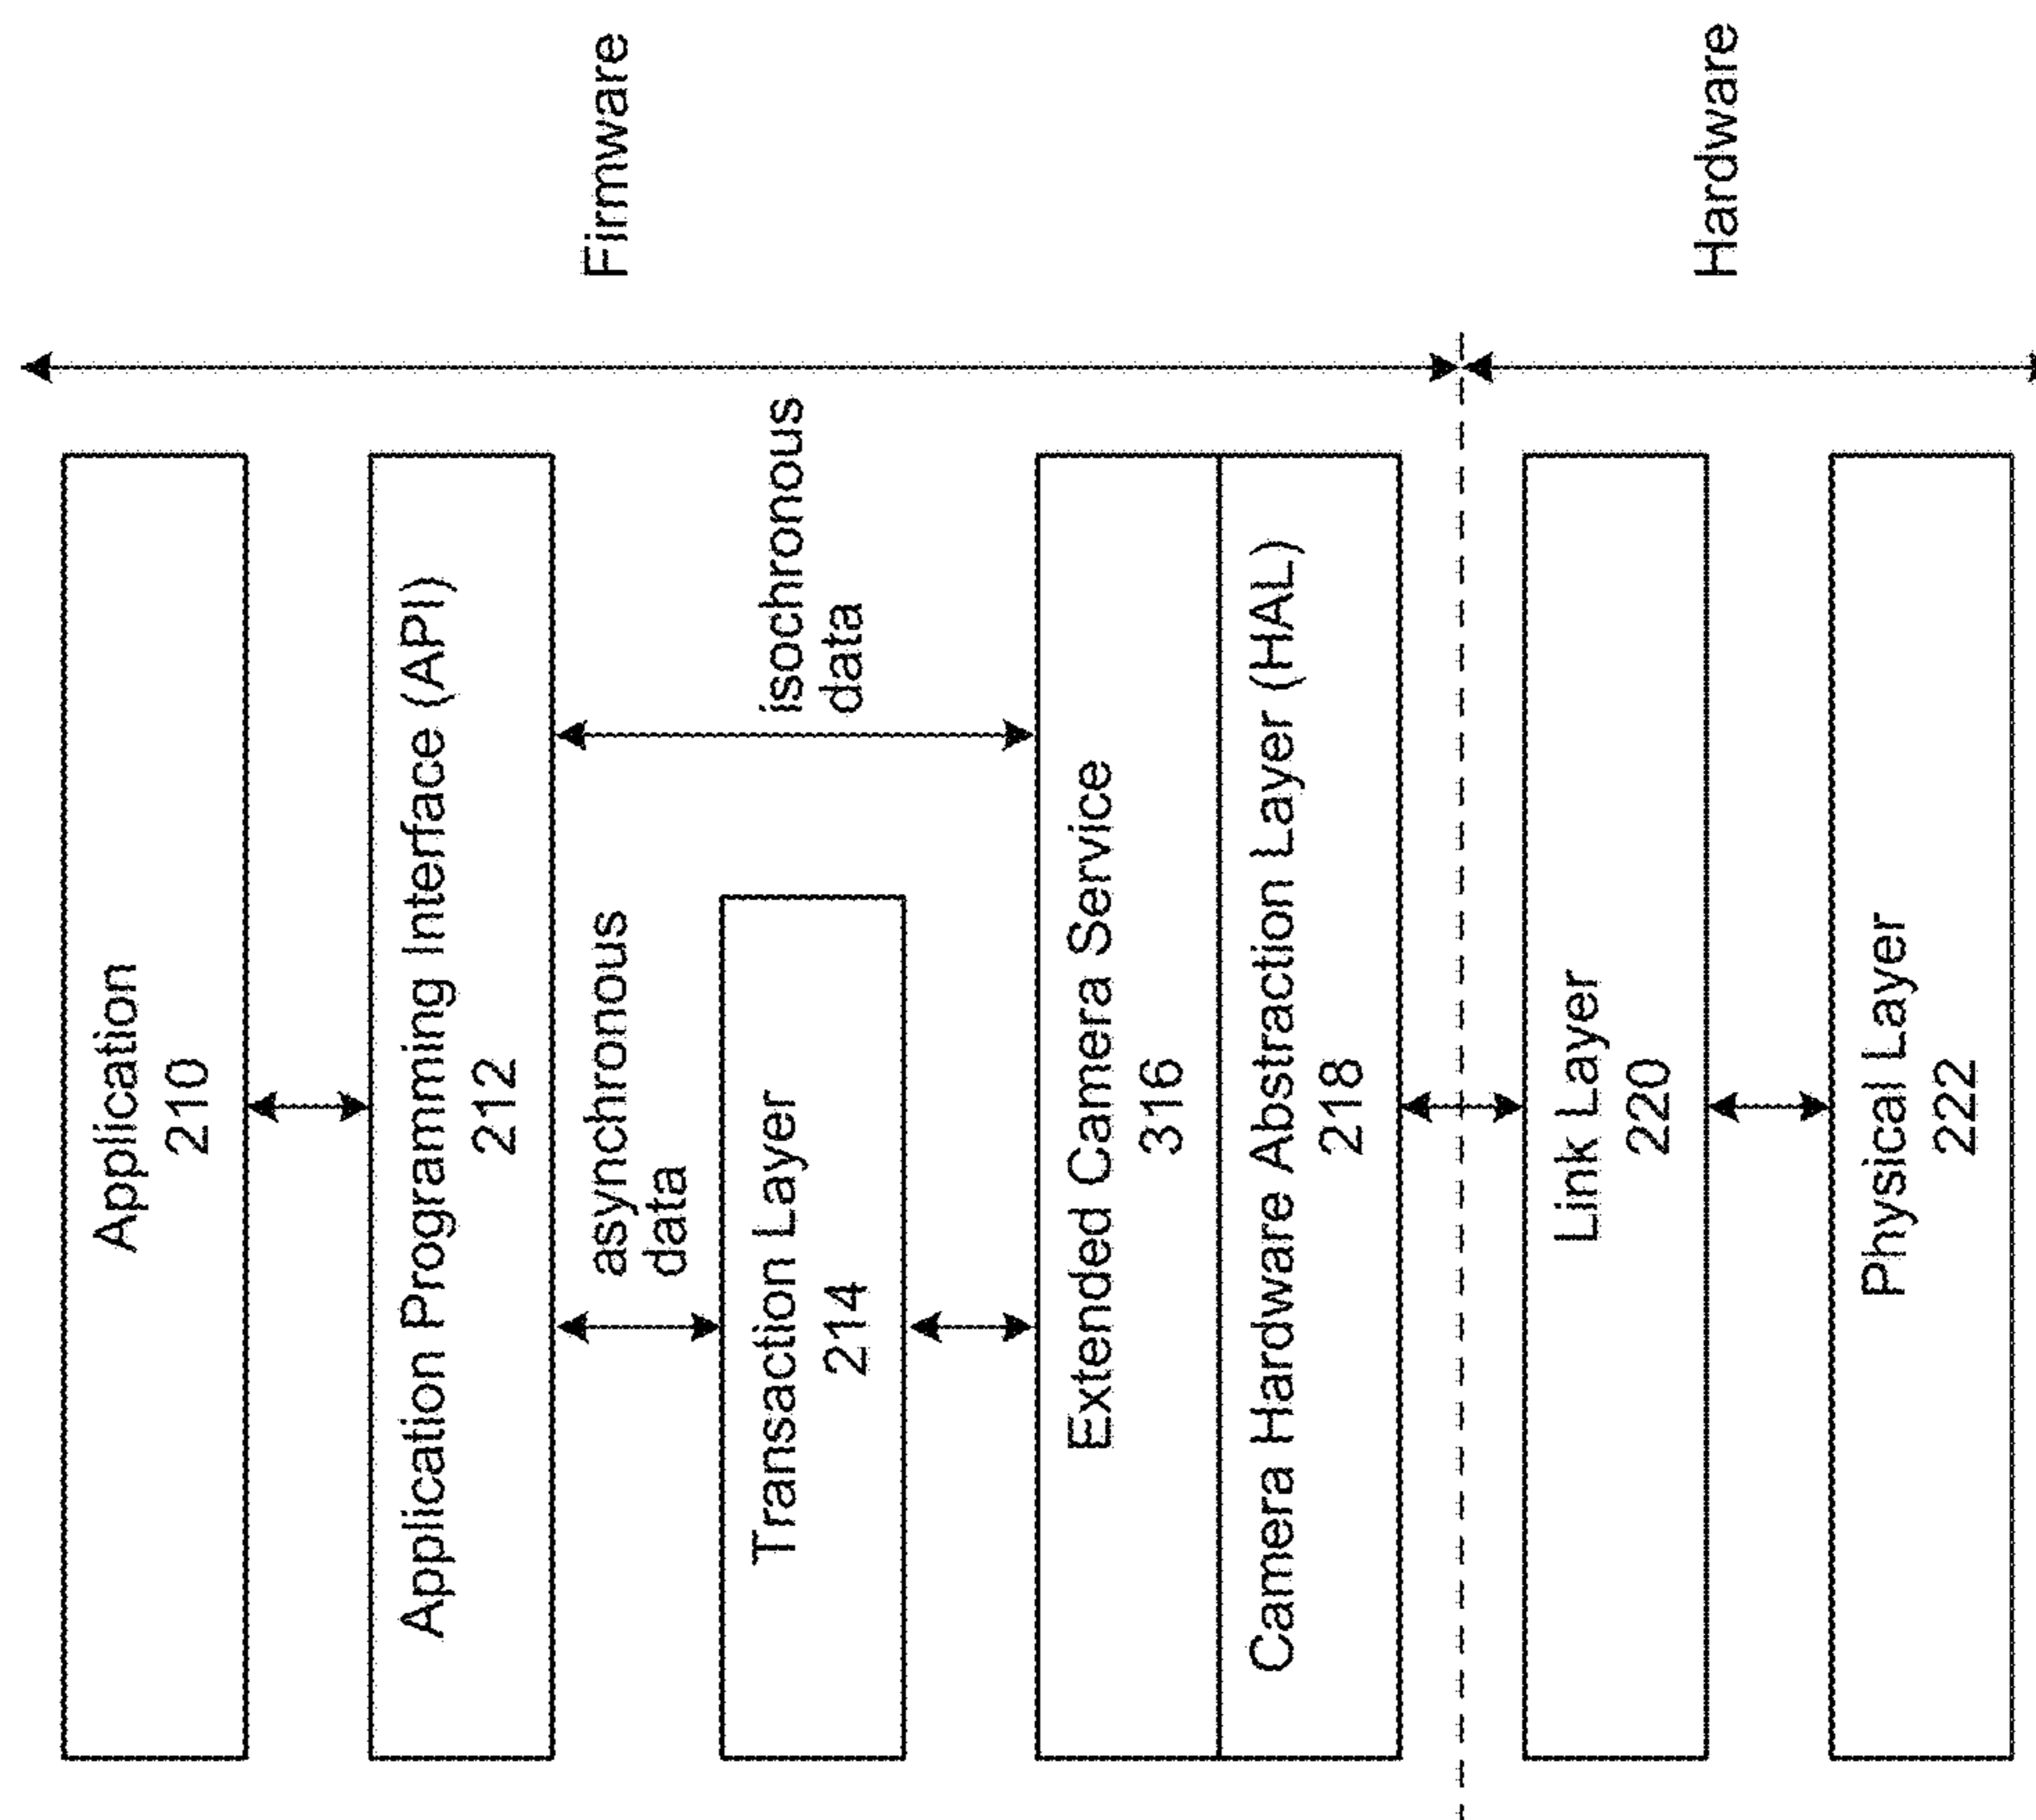 Application
210
Application Programming Interface (API)
212
asynchronous
data
isochronous
data
Transaction Layer
214
Extended Camera Service
316
Camera Hardware Abstraction Layer (HAL)
218
Link Layer
220
Physical Layer
222
Firmware
Hardware